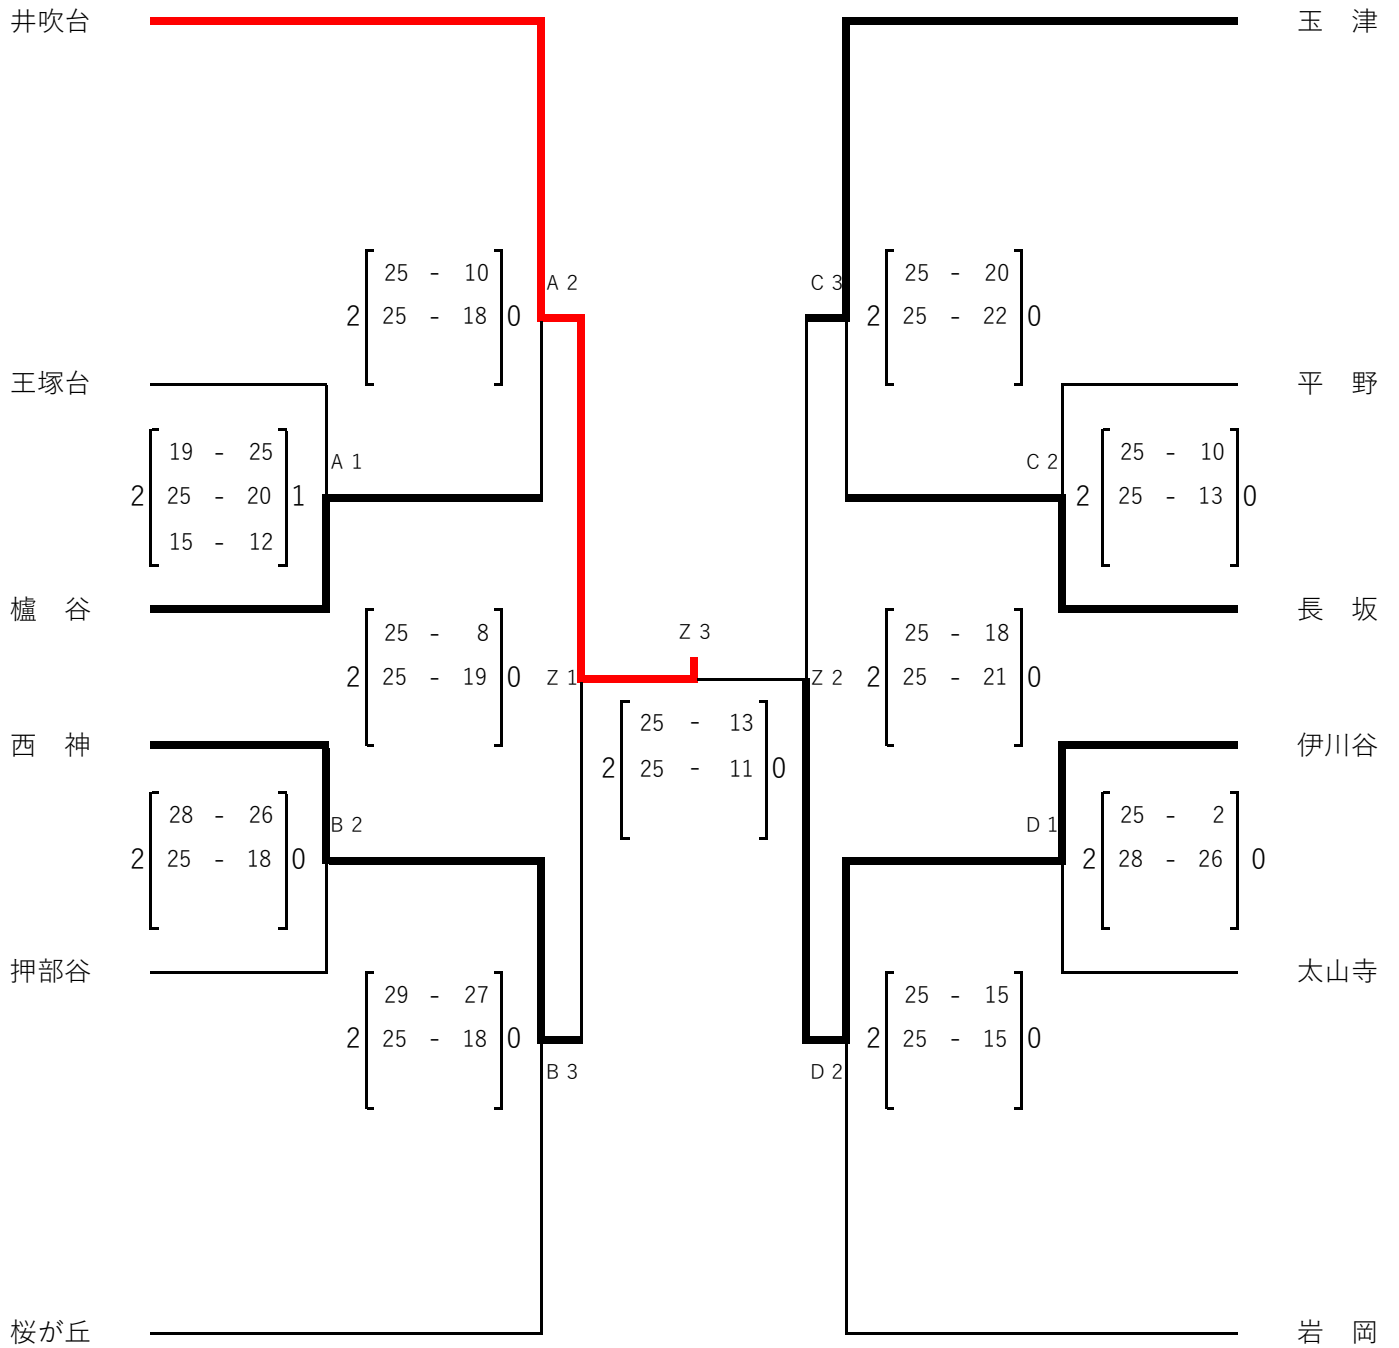 井吹台
玉　津
25 - 10
A 2
C 3
25 - 20
2 25 - 18 0
2 25 - 22 0
王塚台
平　野
19 - 25
A 1
C 2
25 - 10
2 25 - 20 1
2 25 - 13 0
15 - 12
櫨　谷
長　坂
25 - 8
Z 3
25 - 18
2 25 - 19 0
Z 1
Z 2
2 25 - 21 0
西　神
25 - 13
伊川谷
2 25 - 11 0
28 - 26
B 2
D 1
25 - 2
2 25 - 18 0
2 28 - 26 0
押部谷
太山寺
29 - 27
25 - 15
2 25 - 18 0
2 25 - 15 0
B 3
D 2
桜が丘
岩　岡